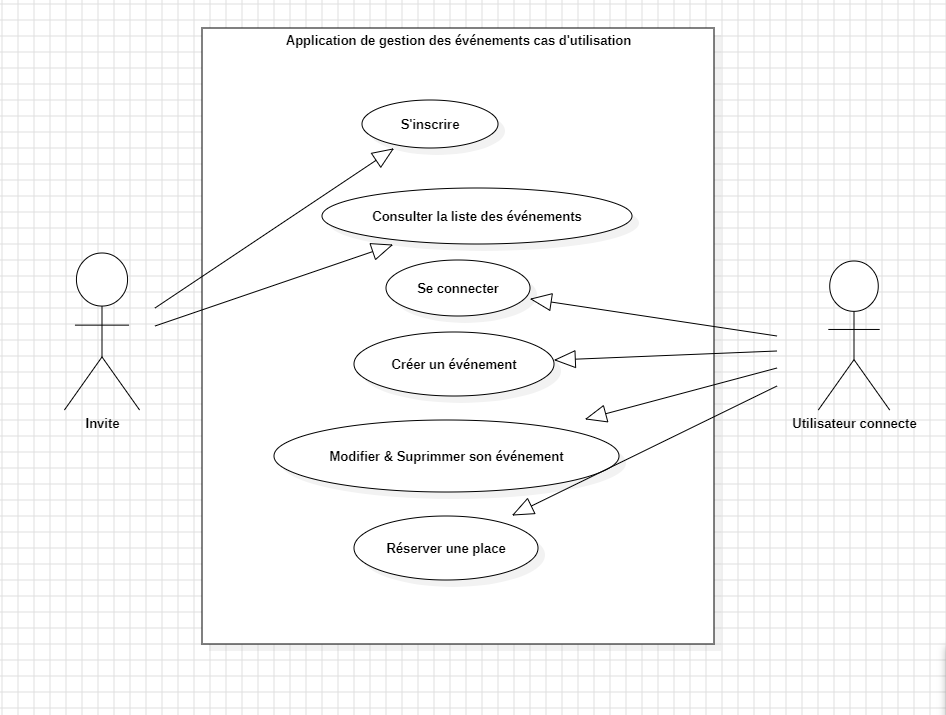 Application de gestion des événements cas d'utilisation
S'inscrire
Consulter la liste des événements
Se connecter
Créer un événement
Modifier & Suprimmer son événement
Réserver une place
Invite
Utilisateur connecte